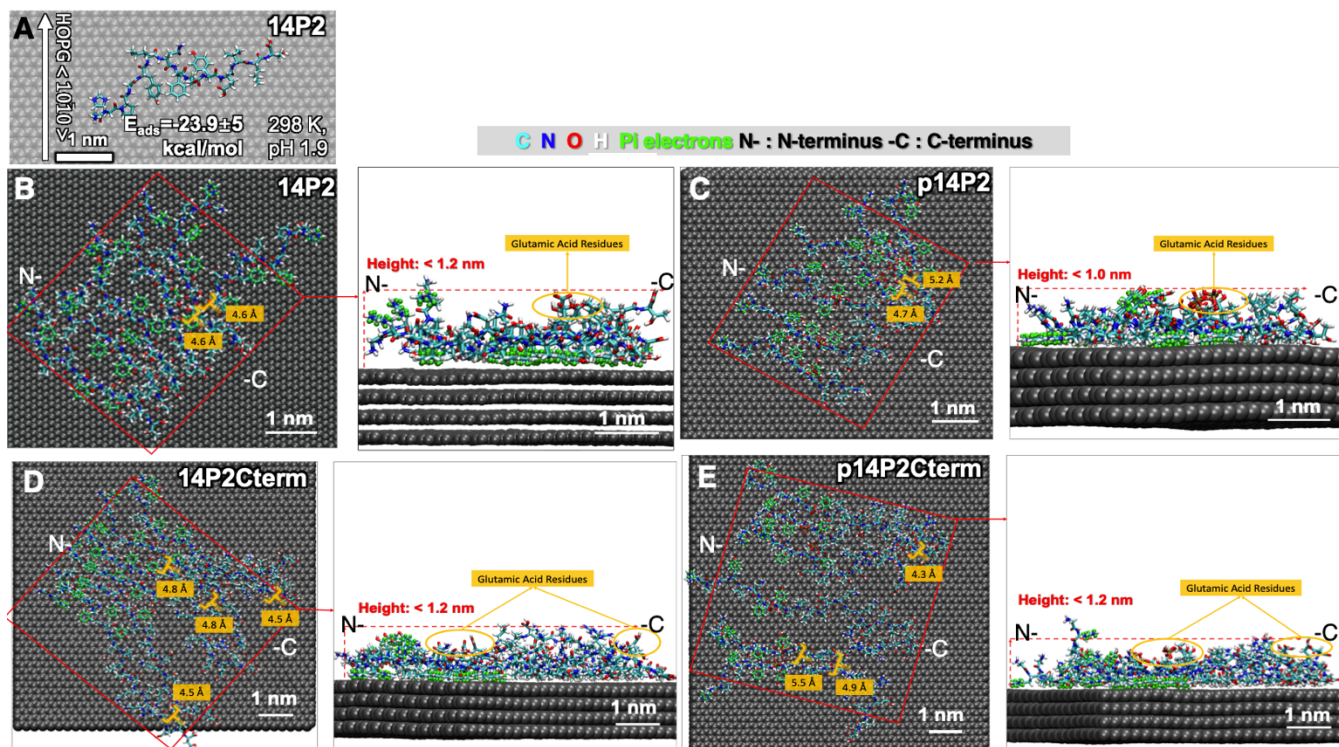 A
14P2
HOPG < 101̄0 >
E_ads = -23.9±5
kcal/mol
298 K,
pH 1.9
1 nm
C N O H Pi electrons N- : N-terminus -C : C-terminus
B
14P2
N-
4.6 Å
4.6 Å
-C
1 nm
Glutamic Acid Residues
Height: < 1.2 nm
N-
-C
1 nm
C
p14P2
N-
5.2 Å
4.7 Å
-C
1 nm
Glutamic Acid Residues
Height: < 1.0 nm
N-
-C
1 nm
D
14P2Cterm
N-
4.8 Å
4.8 Å
4.5 Å
-C
4.5 Å
1 nm
Glutamic Acid Residues
Height: < 1.2 nm
N-
-C
1 nm
E
p14P2Cterm
N-
4.3 Å
-C
5.5 Å
4.9 Å
1 nm
Glutamic Acid Residues
Height: < 1.2 nm
N-
-C
1 nm